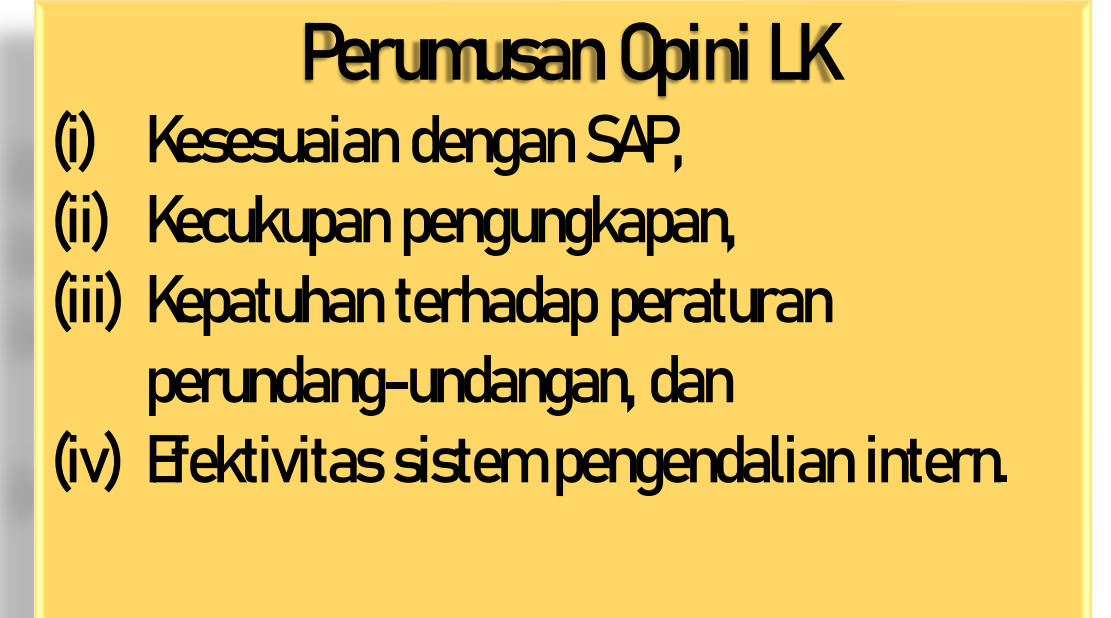 Perumusan Opini LK
(i) Kesesuaian dengan SAP,
(ii) Kecukupan pengungkapan,
(iii) Kepatuhan terhadap peraturan
perundang-undangan, dan
(iv) Efektivitas sistem pengendalian intern.